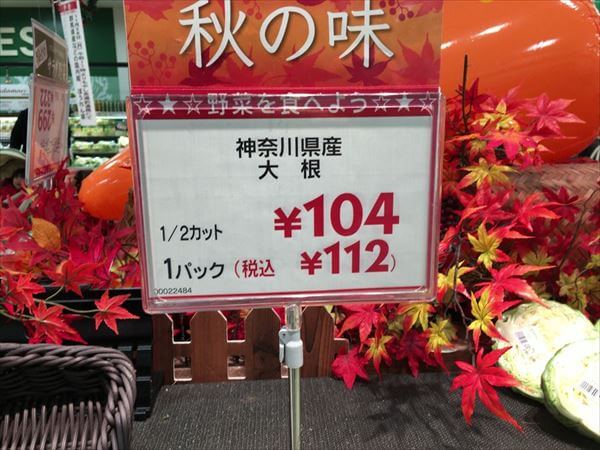 秋の味
☆★☆★☆野菜を食べよう☆★☆★☆
神奈川県産
大 根
1/2カット
¥104
1パック(税込 ¥112)
00022484